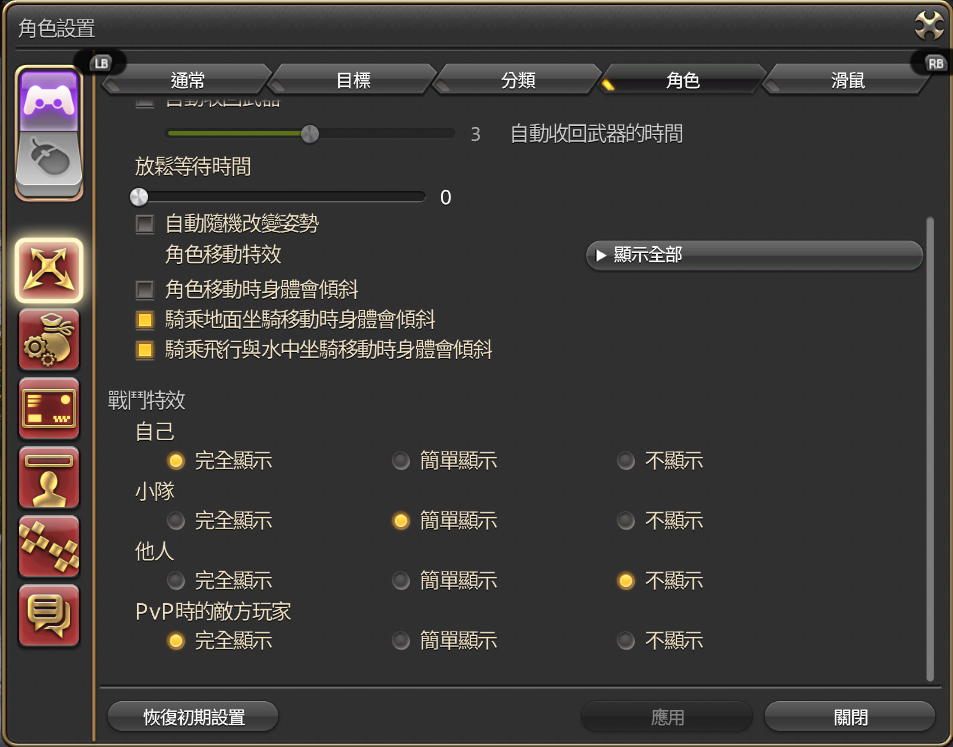 角色設置
LB
通常
目標
分類
角色
滑鼠
RB
自動收回武器
3 自動收回武器的時間
放鬆等待時間
0
自動隨機改變姿勢
角色移動特效
▶ 顯示全部
角色移動時身體會傾斜
騎乘地面坐騎移動時身體會傾斜
騎乘飛行與水中坐騎移動時身體會傾斜
戰鬥特效
自己
完全顯示 簡單顯示 不顯示
小隊
完全顯示 簡單顯示 不顯示
他人
完全顯示 簡單顯示 不顯示
PvP時的敵方玩家
完全顯示 簡單顯示 不顯示
恢復初期設置 應用 關閉